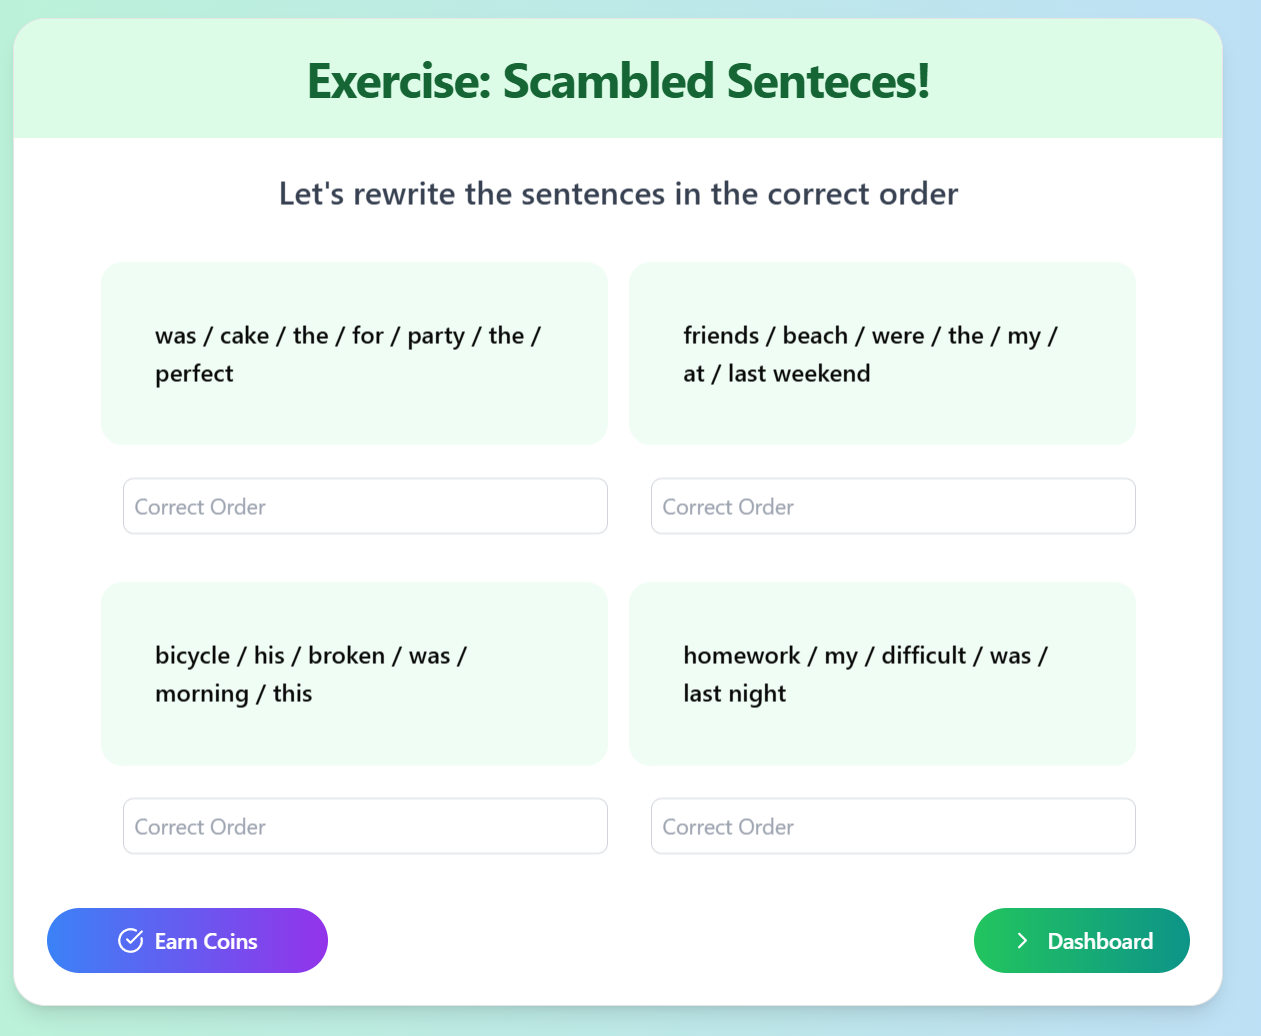 Exercise: Scambled Senteces!
Let's rewrite the sentences in the correct order
was / cake / the / for / party / the /
perfect
friends / beach / were / the / my /
at / last weekend
Correct Order
Correct Order
bicycle / his / broken / was /
morning / this
homework / my / difficult / was /
last night
Correct Order
Correct Order
Earn Coins
Dashboard